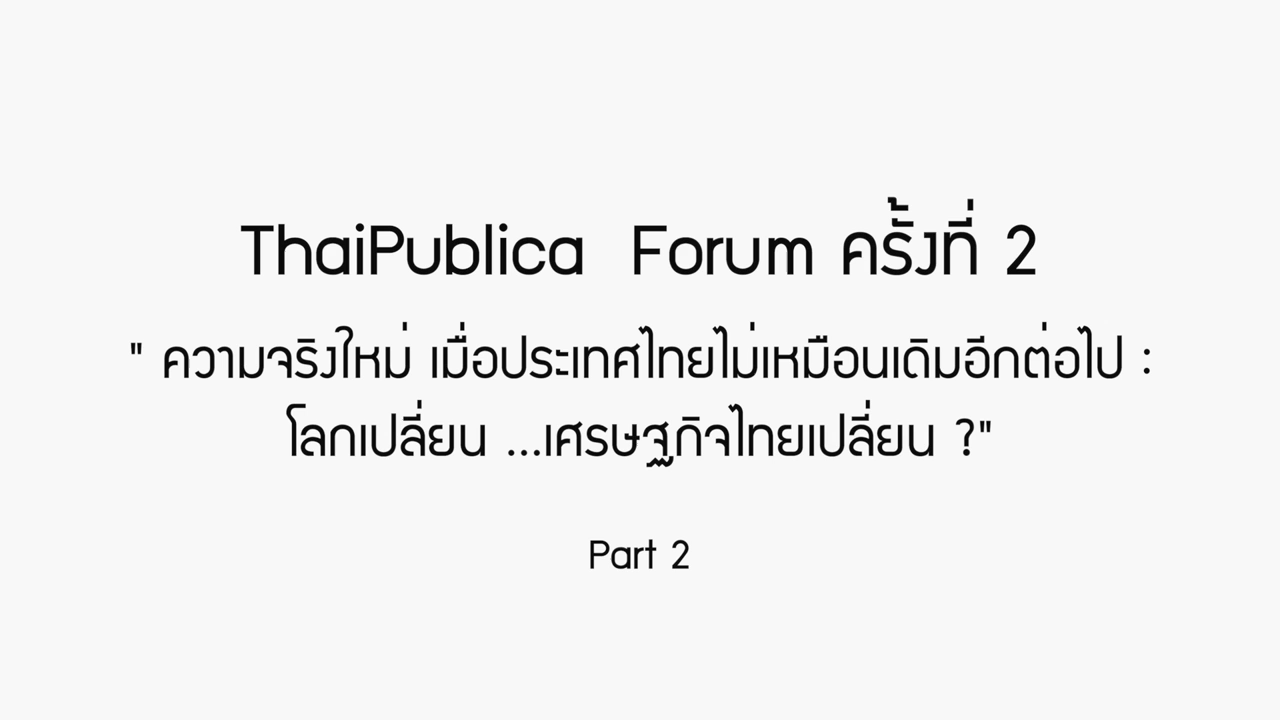 ThaiPublica Forum ครั้งที่ 2
" ความจริงใหม่ เมื่อประเทศไทยไม่เหมือนเดิมอีกต่อไป :
โลกเปลี่ยน ...เศรษฐกิจไทยเปลี่ยน ?"
Part 2